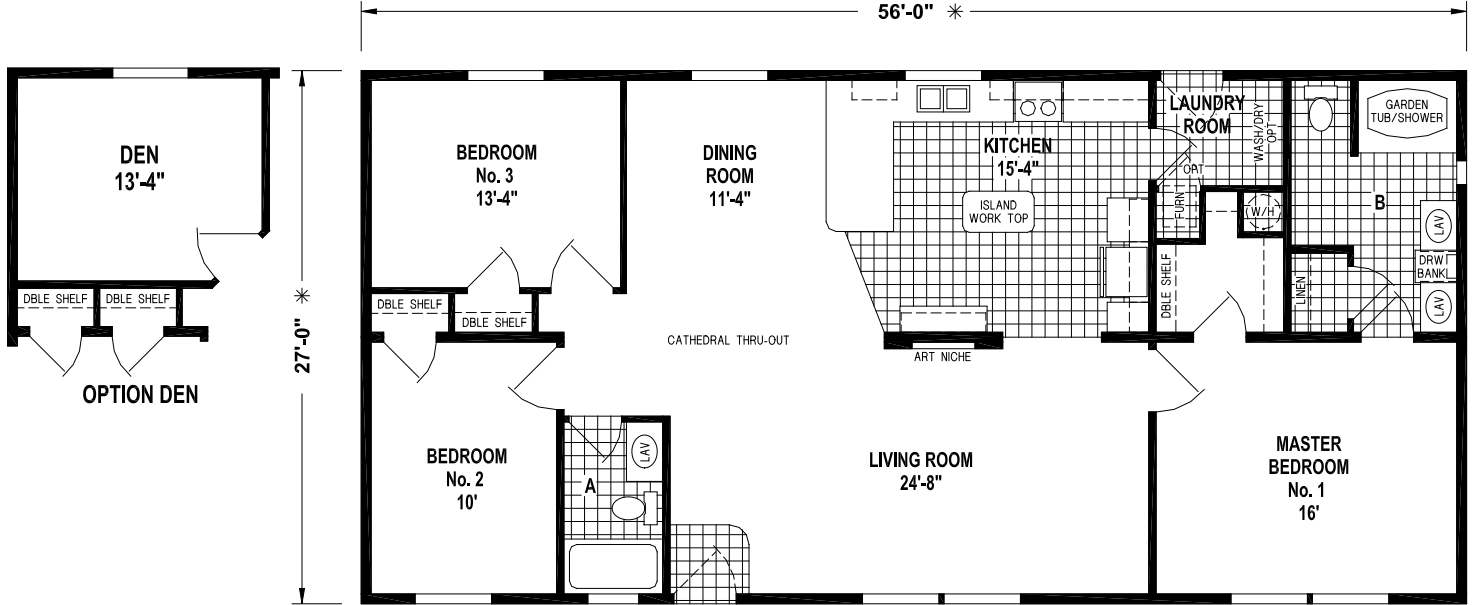 56'-0" ✳
27'-0" ✳
DEN
13'-4"
DBLE SHELF
DBLE SHELF
OPTION DEN
BEDROOM
No. 3
13'-4"
DBLE SHELF
DBLE SHELF
DINING
ROOM
11'-4"
KITCHEN
15'-4"
ISLAND
WORK TOP
LAUNDRY
ROOM
WASH/DRY
OPT
OPT
FURN
W/H
DBLE SHELF
GARDEN
TUB/SHOWER
B
LAV
DRW
BANK
LAV
LINEN
CATHEDRAL THRU-OUT
ART NICHE
BEDROOM
No. 2
10'
A
LAV
LIVING ROOM
24'-8"
MASTER
BEDROOM
No. 1
16'